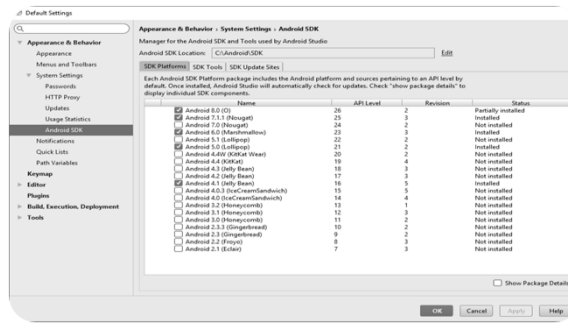 Default Settings
Appearance & Behavior
Appearance
Menus and Toolbars
System Settings
Passwords
HTTP Proxy
Updates
Usage Statistics
Android SDK
Notifications
Quick Lists
Path Variables
Keymap
Editor
Plugins
Build, Execution, Deployment
Tools
Appearance & Behavior › System Settings › Android SDK
Manager for the Android SDK and Tools used by Android Studio
Android SDK Location: C:\Android\SDK Edit
SDK Platforms SDK Tools SDK Update Sites
Each Android SDK Platform package includes the Android platform and sources pertaining to an API level by
default. Once installed, Android Studio will automatically check for updates. Check "show package details" to
display individual SDK components.
Name API Level Revision Status
Android 8.0 (O) 26 2 Partially installed
Android 7.1.1 (Nougat) 25 3 Installed
Android 7.0 (Nougat) 24 2 Not installed
Android 6.0 (Marshmallow) 23 3 Installed
Android 5.1 (Lollipop) 22 2 Not installed
Android 5.0 (Lollipop) 21 2 Installed
Android 4.4W (KitKat Wear) 20 2 Not installed
Android 4.4 (KitKat) 19 4 Not installed
Android 4.3 (Jelly Bean) 18 3 Not installed
Android 4.2 (Jelly Bean) 17 3 Not installed
Android 4.1 (Jelly Bean) 16 5 Installed
Android 4.0.3 (IceCreamSandwich) 15 5 Not installed
Android 4.0 (IceCreamSandwich) 14 4 Not installed
Android 3.2 (Honeycomb) 13 1 Not installed
Android 3.1 (Honeycomb) 12 3 Not installed
Android 3.0 (Honeycomb) 11 2 Not installed
Android 2.3.3 (Gingerbread) 10 2 Not installed
Android 2.3 (Gingerbread) 9 2 Not installed
Android 2.2 (Froyo) 8 3 Not installed
Android 2.1 (Eclair) 7 3 Not installed
Show Package Details
OK Cancel Apply Help